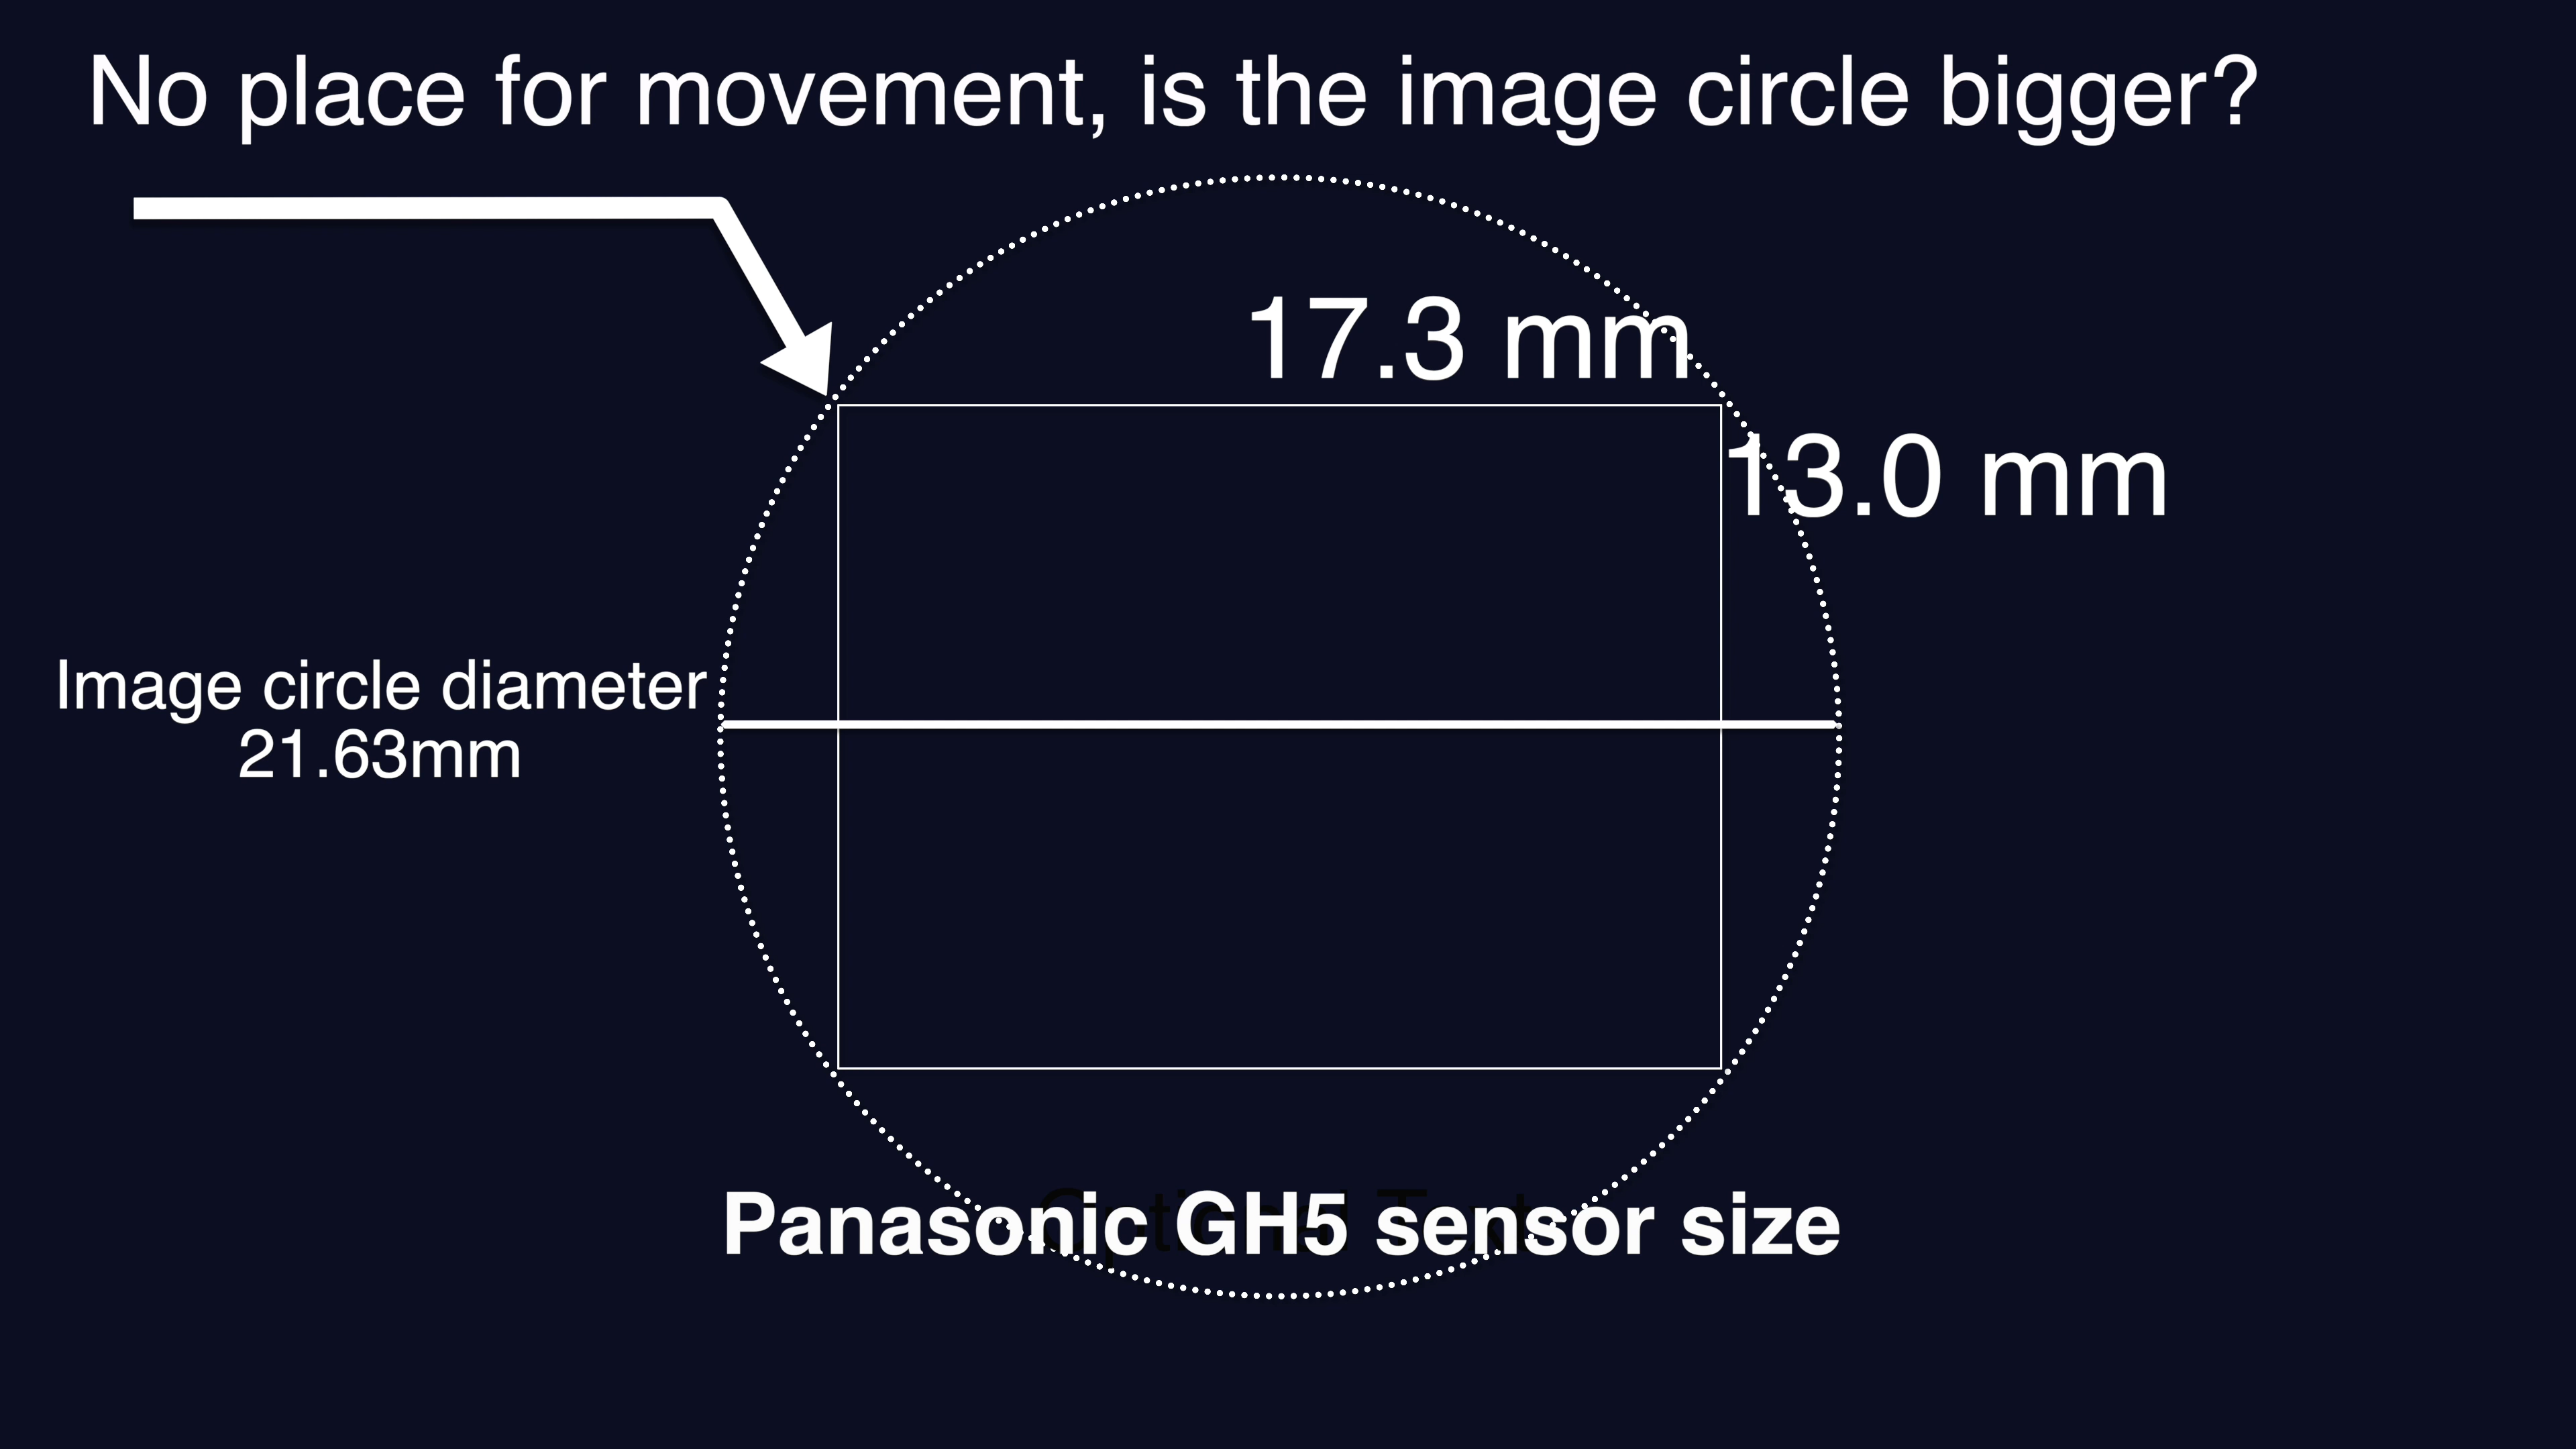 No place for movement, is the image circle bigger?
17.3 mm
13.0 mm
Image circle diameter
21.63mm
Panasonic GH5 sensor size